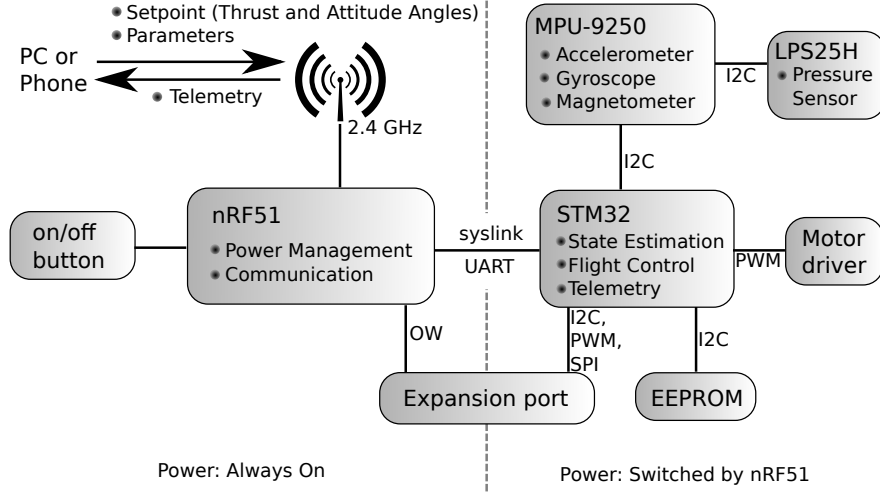 Setpoint (Thrust and Attitude Angles)
Parameters
PC or
Phone
Telemetry
2.4 GHz
MPU-9250
Accelerometer
Gyroscope
Magnetometer
I2C
LPS25H
Pressure
Sensor
I2C
on/off
button
nRF51
Power Management
Communication
syslink
UART
STM32
State Estimation
Flight Control
Telemetry
PWM
Motor
driver
OW
I2C,
PWM,
SPI
I2C
Expansion port
EEPROM
Power: Always On
Power: Switched by nRF51